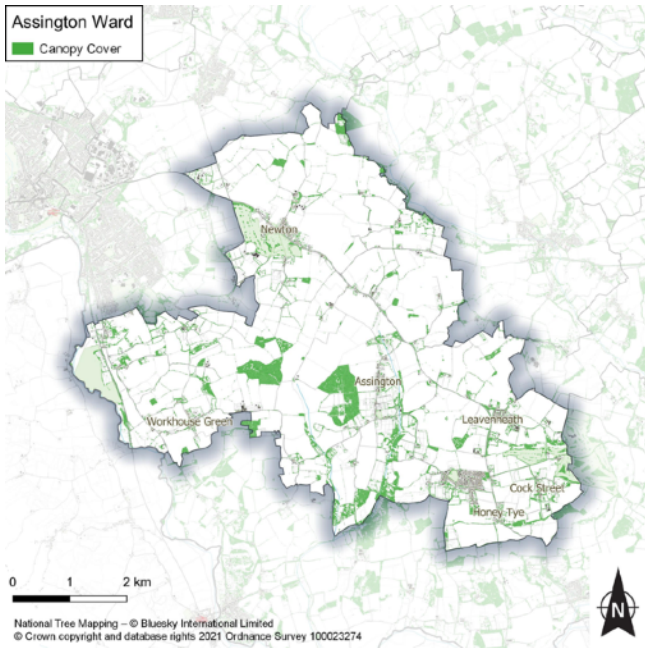 Assington Ward
Canopy Cover
Newton
Assington
Workhouse Green
Leavenheath
Cock Street
Honey Tye
0 1 2 km
N
National Tree Mapping – © Bluesky International Limited
© Crown copyright and database rights 2021 Ordnance Survey 100023274